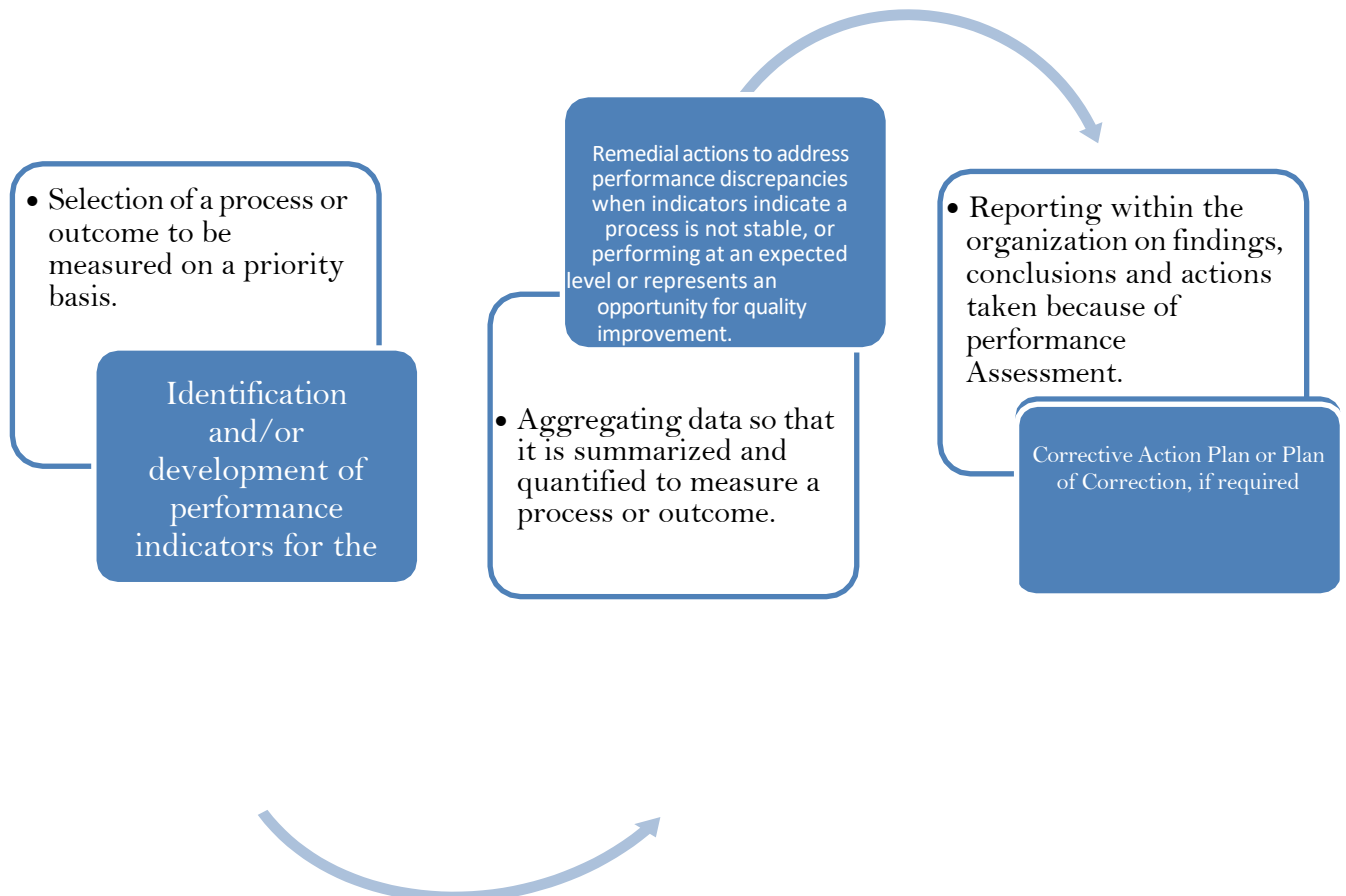 • Selection of a process or
outcome to be
measured on a priority
basis.
Identification
and/or
development of
performance
indicators for the
Remedial actions to address
performance discrepancies
when indicators indicate a
process is not stable, or
performing at an expected
level or represents an
opportunity for quality
improvement.
• Aggregating data so that
it is summarized and
quantified to measure a
process or outcome.
• Reporting within the
organization on findings,
conclusions and actions
taken because of
performance
Assessment.
Corrective Action Plan or Plan
of Correction, if required